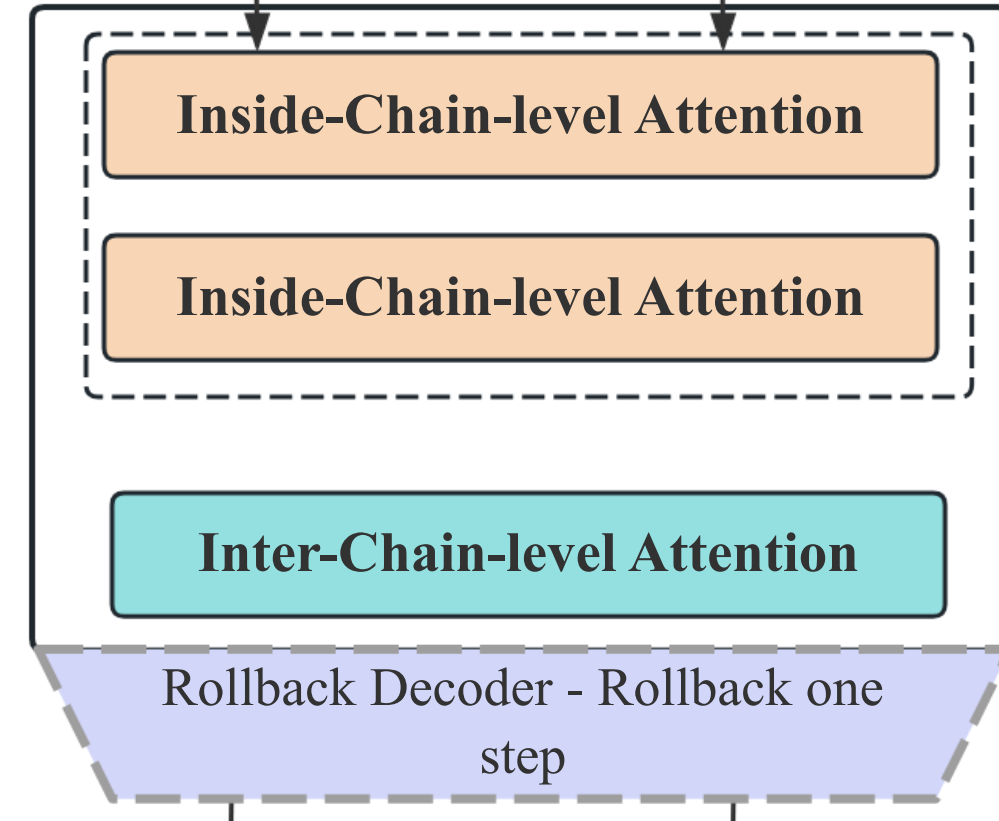 Inside-Chain-level Attention
Inside-Chain-level Attention
Inter-Chain-level Attention
Rollback Decoder - Rollback one
step